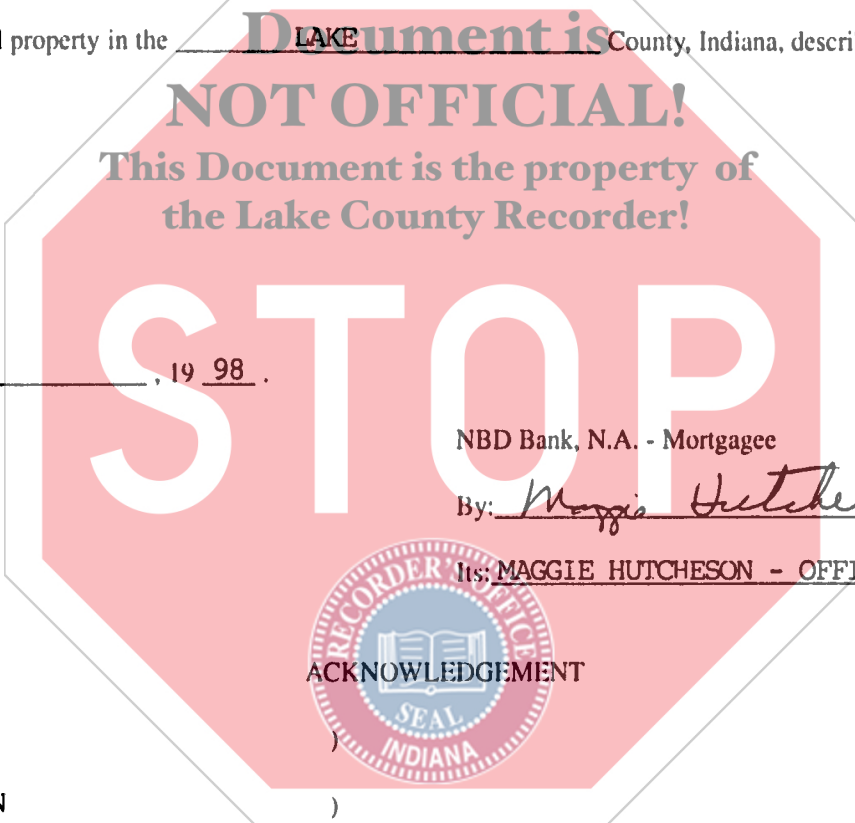 property in the LAKE County, Indiana, descri
Document is
NOT OFFICIAL!
This Document is the property of
the Lake County Recorder!
STOP
, 19 98 .
NBD Bank, N.A. - Mortgagee
By: Maggie Hutche
Its: MAGGIE HUTCHESON - OFFI
RECORDER'S OFFICE
ACKNOWLEDGEMENT
SEAL
)
INDIANA
N )